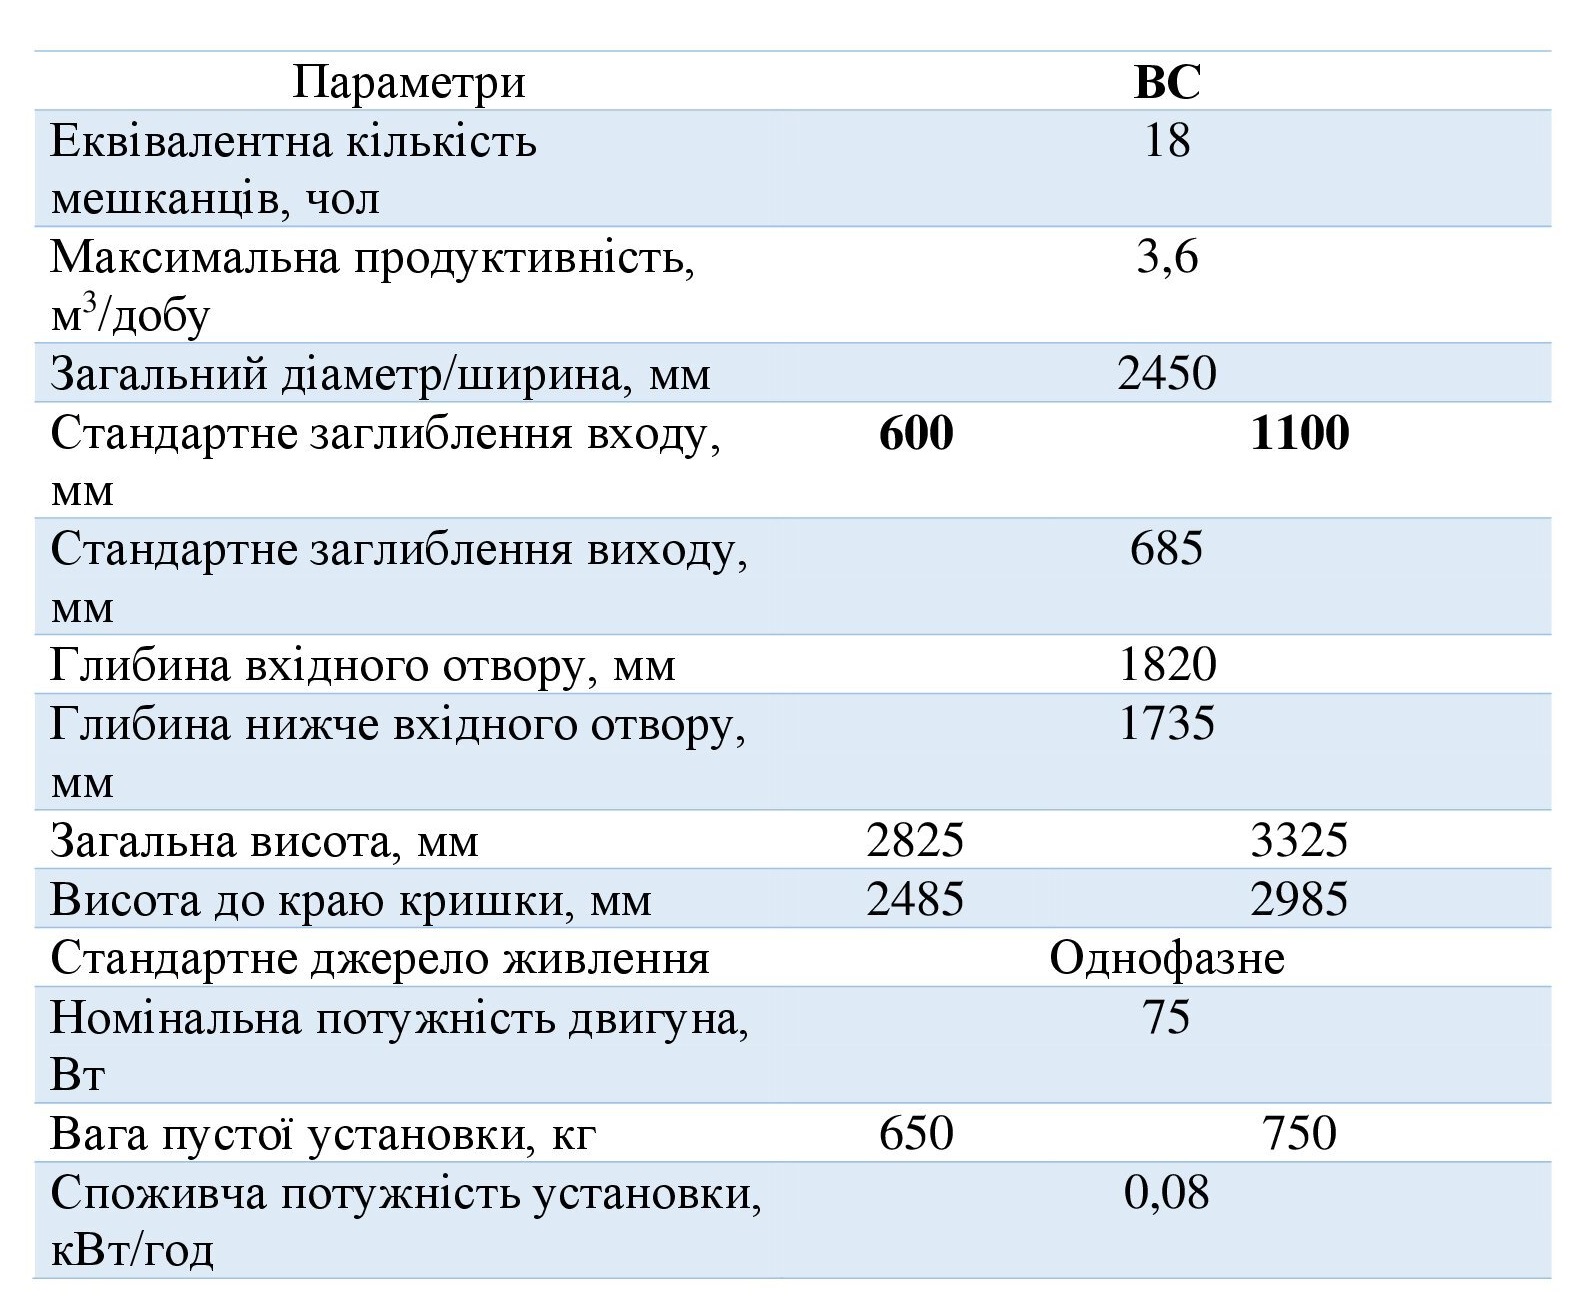 Параметри ВС
Еквівалентна кількість 18
мешканців, чол
Максимальна продуктивність, 3,6
м³/добу
Загальний діаметр/ширина, мм 2450
Стандартне заглиблення входу, 600 1100
мм
Стандартне заглиблення виходу, 685
мм
Глибина вхідного отвору, мм 1820
Глибина нижче вхідного отвору, 1735
мм
Загальна висота, мм 2825 3325
Висота до краю кришки, мм 2485 2985
Стандартне джерело живлення Однофазне
Номінальна потужність двигуна, 75
Вт
Вага пустої установки, кг 650 750
Споживча потужність установки, 0,08
кВт/год